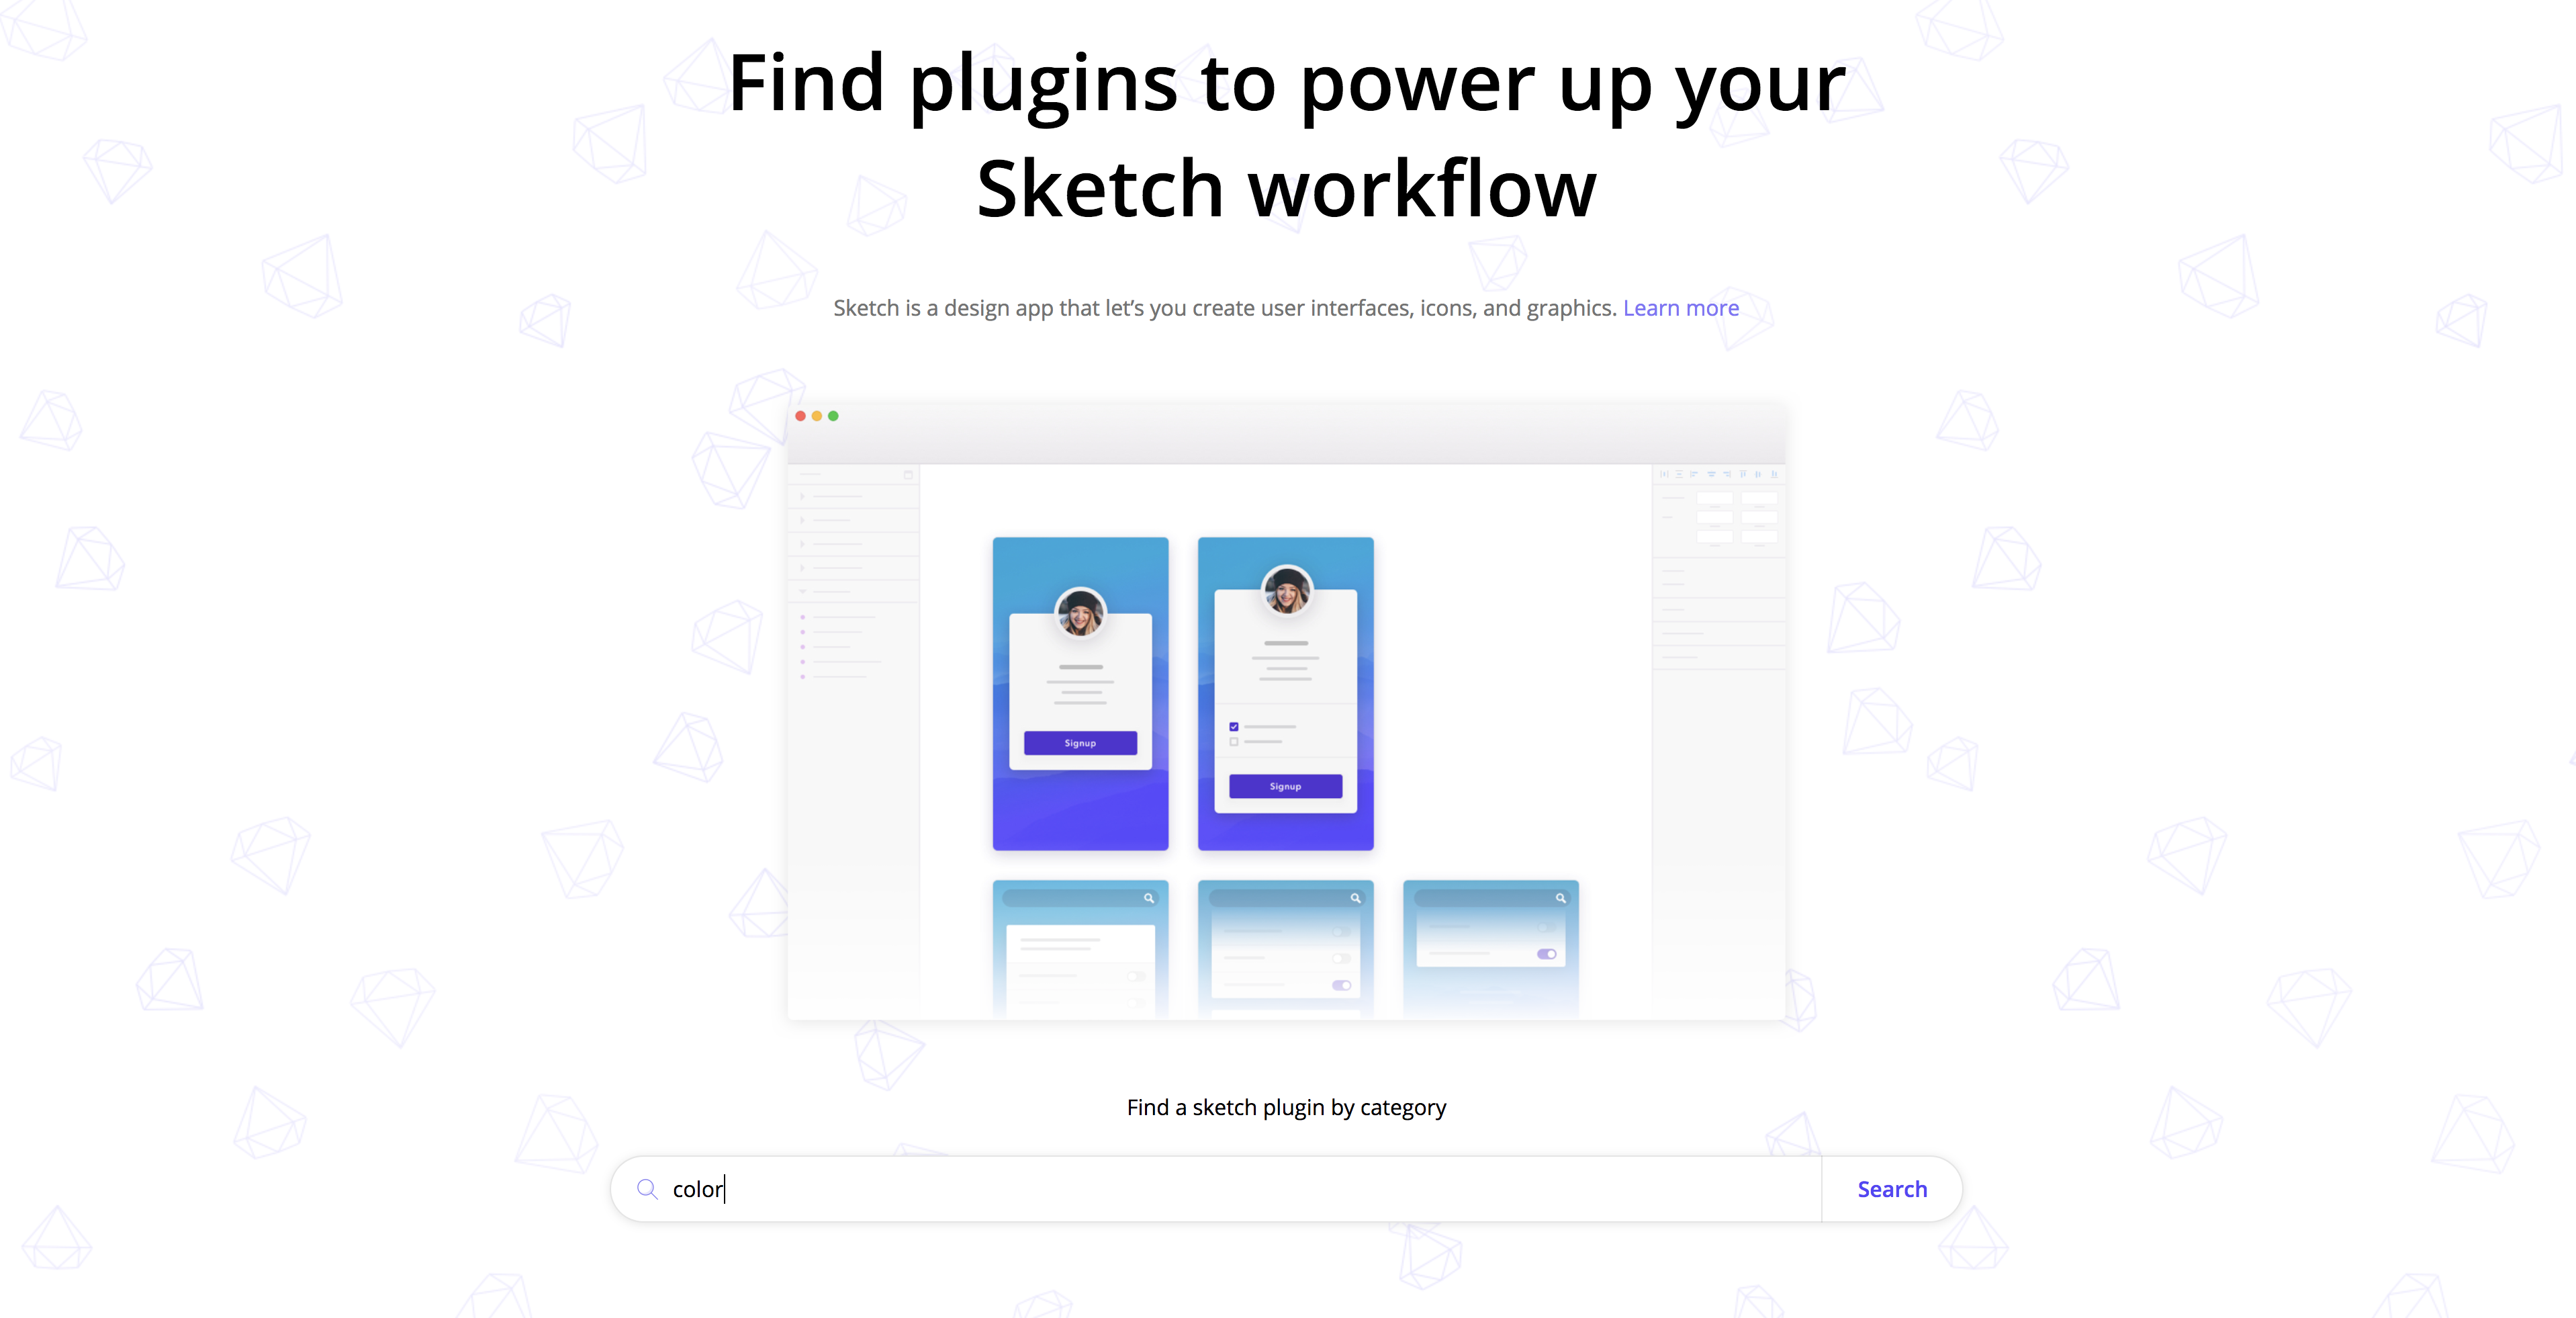 Find plugins to power up your
Sketch workflow
Sketch is a design app that let’s you create user interfaces, icons, and graphics. Learn more
Signup
Signup
Find a sketch plugin by category
color
Search